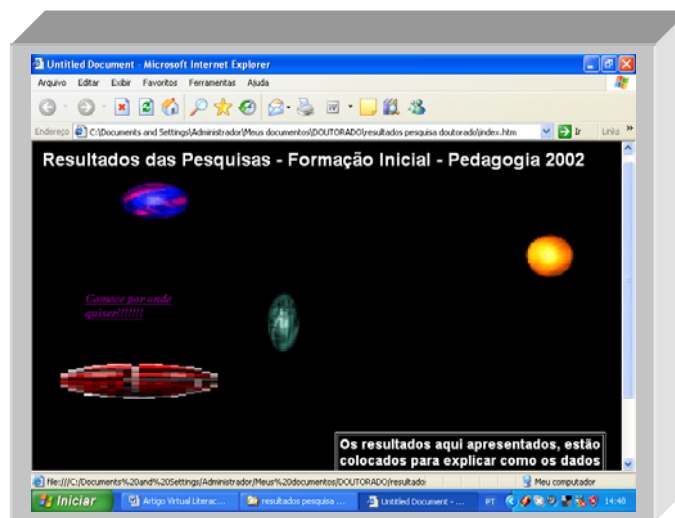 Untitled Document - Microsoft Internet Explorer
Arquivo Editar Exibir Favoritos Ferramentas Ajuda
Endereço C:\Documents and Settings\Administrador\Meus documentos\DOUTORADO\resultados pesquisa doutorado\index.htm Ir Links »
Resultados das Pesquisas - Formação Inicial - Pedagogia 2002
Comece por onde
quiser!!!!!!!
Os resultados aqui apresentados, estão
colocados para explicar como os dados
file:///C:/Documents%20and%20Settings/Administrador/Meus%20documentos/DOUTORADO/resultado Meu computador
Iniciar Artigo Virtual Literac... resultados pesquisa ... Untitled Document - ... PT 14:48